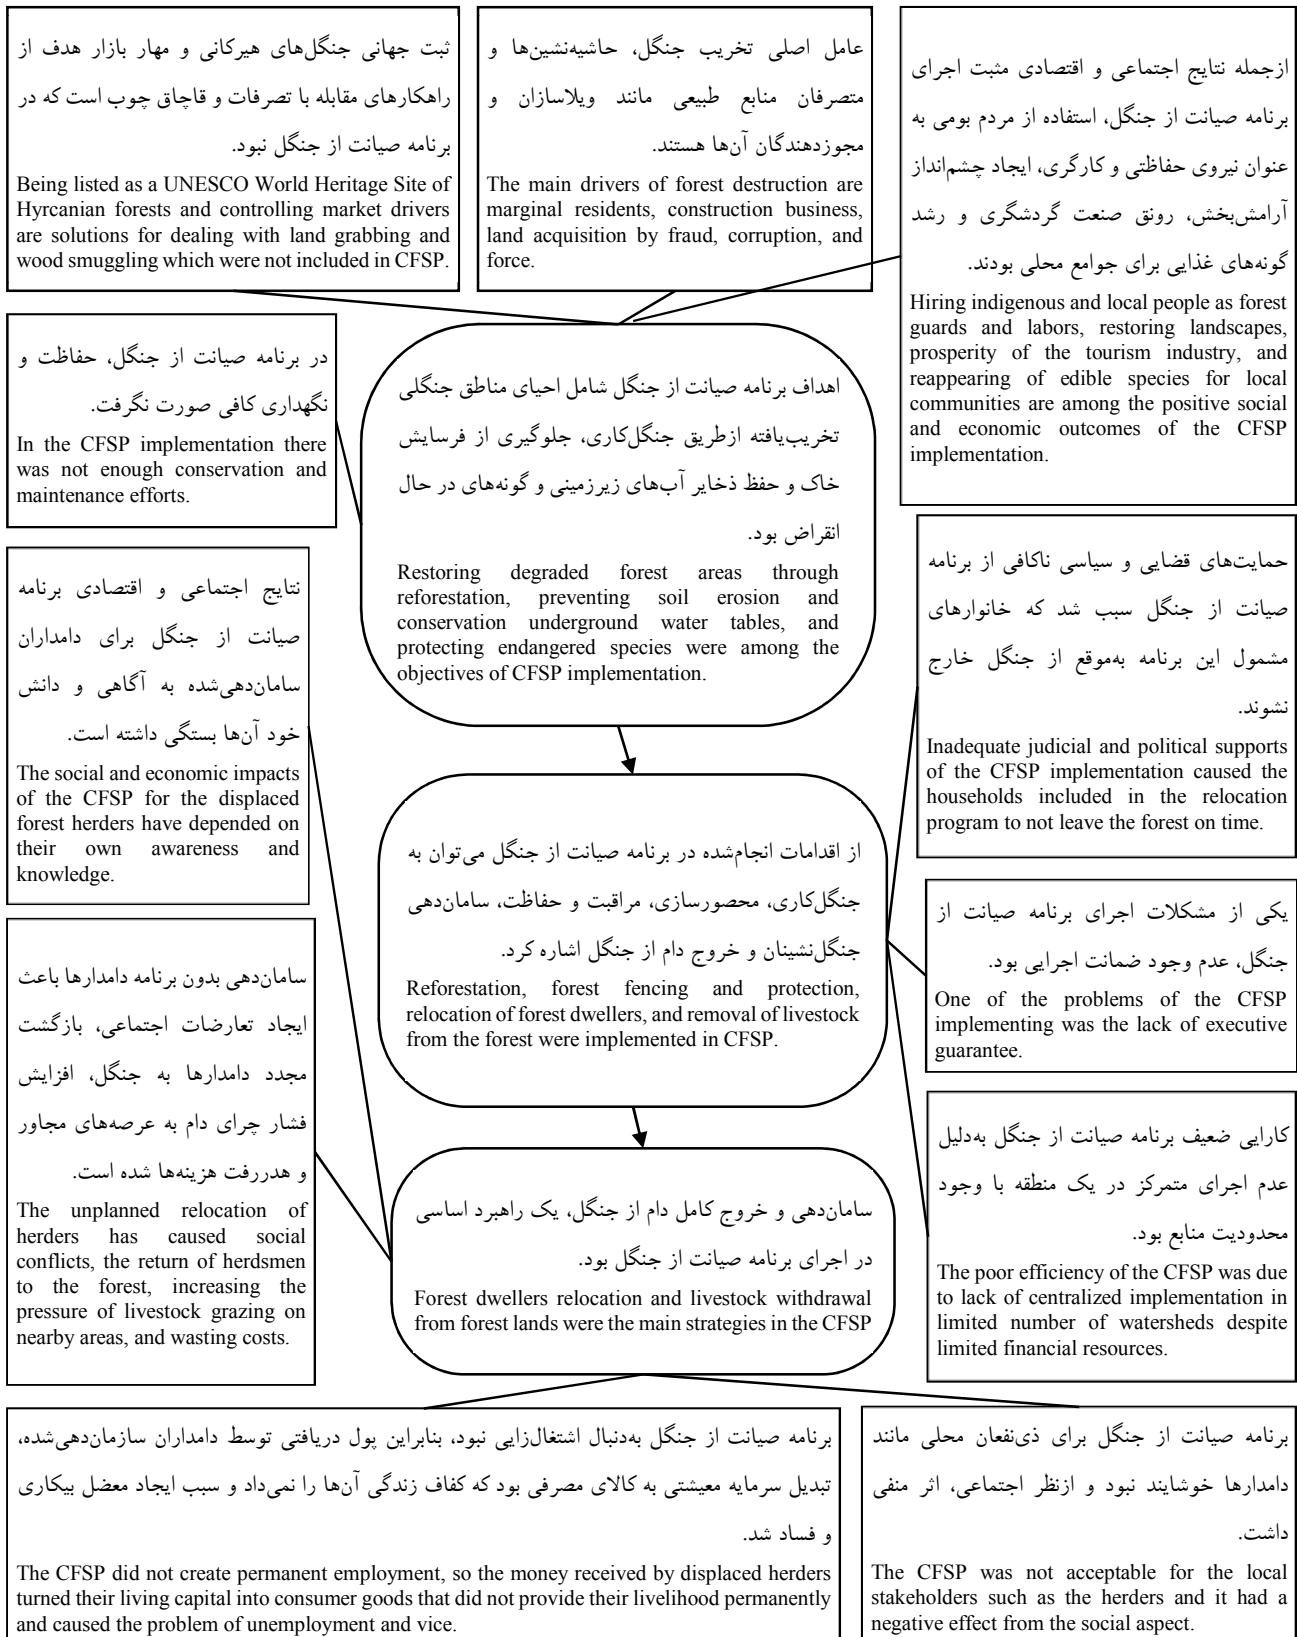 ثبت جهانی جنگل‌های هیرکانی و مهار بازار هدف از
راهکارهای مقابله با تصرفات و قاچاق چوب است که در
برنامه صیانت از جنگل نبود.
Being listed as a UNESCO World Heritage Site of
Hyrcanian forests and controlling market drivers
are solutions for dealing with land grabbing and
wood smuggling which were not included in CFSP.
عامل اصلی تخریب جنگل، حاشیه‌نشین‌ها و
متصرفان منابع طبیعی مانند ویلاسازان و
مجوزدهندگان آن‌ها هستند.
The main drivers of forest destruction are
marginal residents, construction business,
land acquisition by fraud, corruption, and
force.
ازجمله نتایج اجتماعی و اقتصادی مثبت اجرای
برنامه صیانت از جنگل، استفاده از مردم بومی به
عنوان نیروی حفاظتی و کارگری، ایجاد چشم‌انداز
آرامش‌بخش، رونق صنعت گردشگری و رشد
گونه‌های غذایی برای جوامع محلی بودند.
Hiring indigenous and local people as forest
guards and labors, restoring landscapes,
prosperity of the tourism industry, and
reappearing of edible species for local
communities are among the positive social
and economic outcomes of the CFSP
implementation.
در برنامه صیانت از جنگل، حفاظت و
نگهداری کافی صورت نگرفت.
In the CFSP implementation there
was not enough conservation and
maintenance efforts.
اهداف برنامه صیانت از جنگل شامل احیای مناطق جنگلی
تخریب‌یافته ازطریق جنگل‌کاری، جلوگیری از فرسایش
خاک و حفظ ذخایر آب‌های زیرزمینی و گونه‌های در حال
انقراض بود.
Restoring degraded forest areas through
reforestation, preventing soil erosion and
conservation underground water tables, and
protecting endangered species were among the
objectives of CFSP implementation.
نتایج اجتماعی و اقتصادی برنامه
صیانت از جنگل برای دامداران
سامان‌دهی‌شده به آگاهی و دانش
خود آن‌ها بستگی داشته است.
The social and economic impacts
of the CFSP for the displaced
forest herders have depended on
their own awareness and
knowledge.
حمایت‌های قضایی و سیاسی ناکافی از برنامه
صیانت از جنگل سبب شد که خانوارهای
مشمول این برنامه به‌موقع از جنگل خارج
نشوند.
Inadequate judicial and political supports
of the CFSP implementation caused the
households included in the relocation
program to not leave the forest on time.
از اقدامات انجام‌شده در برنامه صیانت از جنگل می‌توان به
جنگل‌کاری، محصورسازی، مراقبت و حفاظت، سامان‌دهی
جنگل‌نشینان و خروج دام از جنگل اشاره کرد.
Reforestation, forest fencing and protection,
relocation of forest dwellers, and removal of livestock
from the forest were implemented in CFSP.
یکی از مشکلات اجرای برنامه صیانت از
جنگل، عدم وجود ضمانت اجرایی بود.
One of the problems of the CFSP
implementing was the lack of executive
guarantee.
سامان‌دهی بدون برنامه دامدارها باعث
ایجاد تعارضات اجتماعی، بازگشت
مجدد دامدارها به جنگل، افزایش
فشار چرای دام به عرصه‌های مجاور
و هدررفت هزینه‌ها شده است.
The unplanned relocation of
herders has caused social
conflicts, the return of herdsmen
to the forest, increasing the
pressure of livestock grazing on
nearby areas, and wasting costs.
کارایی ضعیف برنامه صیانت از جنگل به‌دلیل
عدم اجرای متمرکز در یک منطقه با وجود
محدودیت منابع بود.
The poor efficiency of the CFSP was due
to lack of centralized implementation in
limited number of watersheds despite
limited financial resources.
سامان‌دهی و خروج کامل دام از جنگل، یک راهبرد اساسی
در اجرای برنامه صیانت از جنگل بود.
Forest dwellers relocation and livestock withdrawal
from forest lands were the main strategies in the CFSP
برنامه صیانت از جنگل به‌دنبال اشتغال‌زایی نبود، بنابراین پول دریافتی توسط دامداران سازمان‌دهی‌شده،
تبدیل سرمایه معیشتی به کالای مصرفی بود که کفاف زندگی آن‌ها را نمی‌داد و سبب ایجاد معضل بیکاری
و فساد شد.
The CFSP did not create permanent employment, so the money received by displaced herders
turned their living capital into consumer goods that did not provide their livelihood permanently
and caused the problem of unemployment and vice.
برنامه صیانت از جنگل برای ذی‌نفعان محلی مانند
دامدارها خوشایند نبود و ازنظر اجتماعی، اثر منفی
داشت.
The CFSP was not acceptable for the local
stakeholders such as the herders and it had a
negative effect from the social aspect.